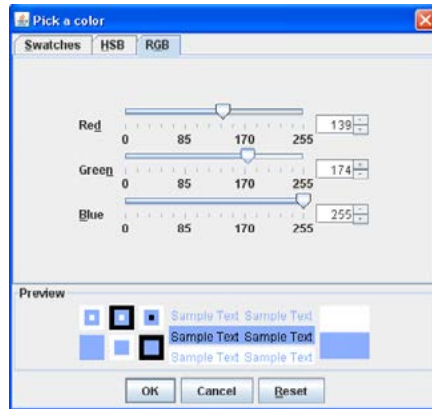 Pick a color
Swatches HSB RGB
Red 139
0 85 170 255
Green 174
0 85 170 255
Blue 255
0 85 170 255
Preview
Sample Text Sample Text
Sample Text Sample Text
Sample Text Sample Text
OK Cancel Reset